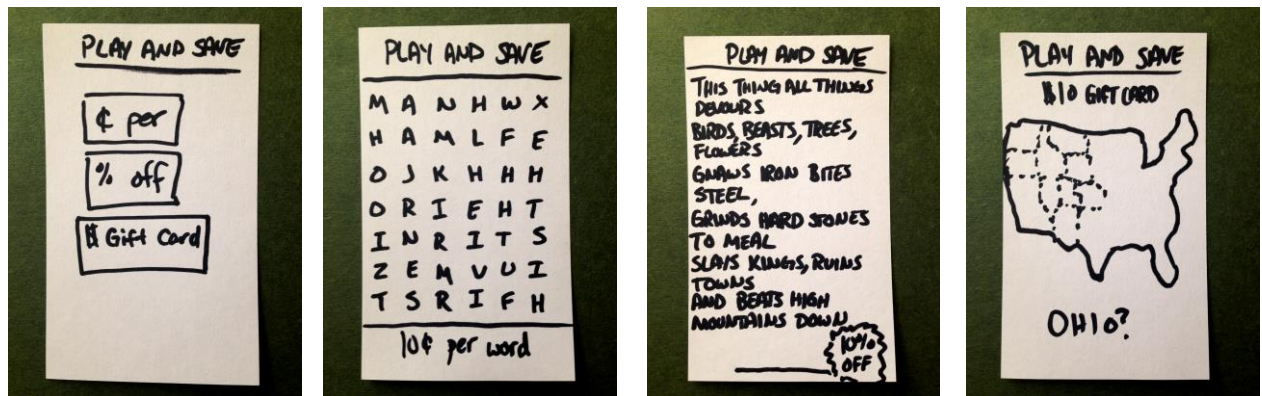 PLAY AND SAVE
¢ per
% off
$ Gift Card
PLAY AND SAVE
M A N H W X
H A M L F E
O J K H H H
O R I E H T
I N R I T S
Z E M V U I
T S R I F H
10¢ per word
PLAY AND SAVE
THIS THING ALL THINGS
DEVOURS
BIRDS, BEASTS, TREES,
FLOWERS
GNAWS IRON BITES
STEEL,
GRINDS HARD STONES
TO MEAL
SLAYS KINGS, RUINS
TOWNS
AND BEATS HIGH
MOUNTAINS DOWN
10%
OFF
PLAY AND SAVE
$10 GIFT CARD
OHIO?